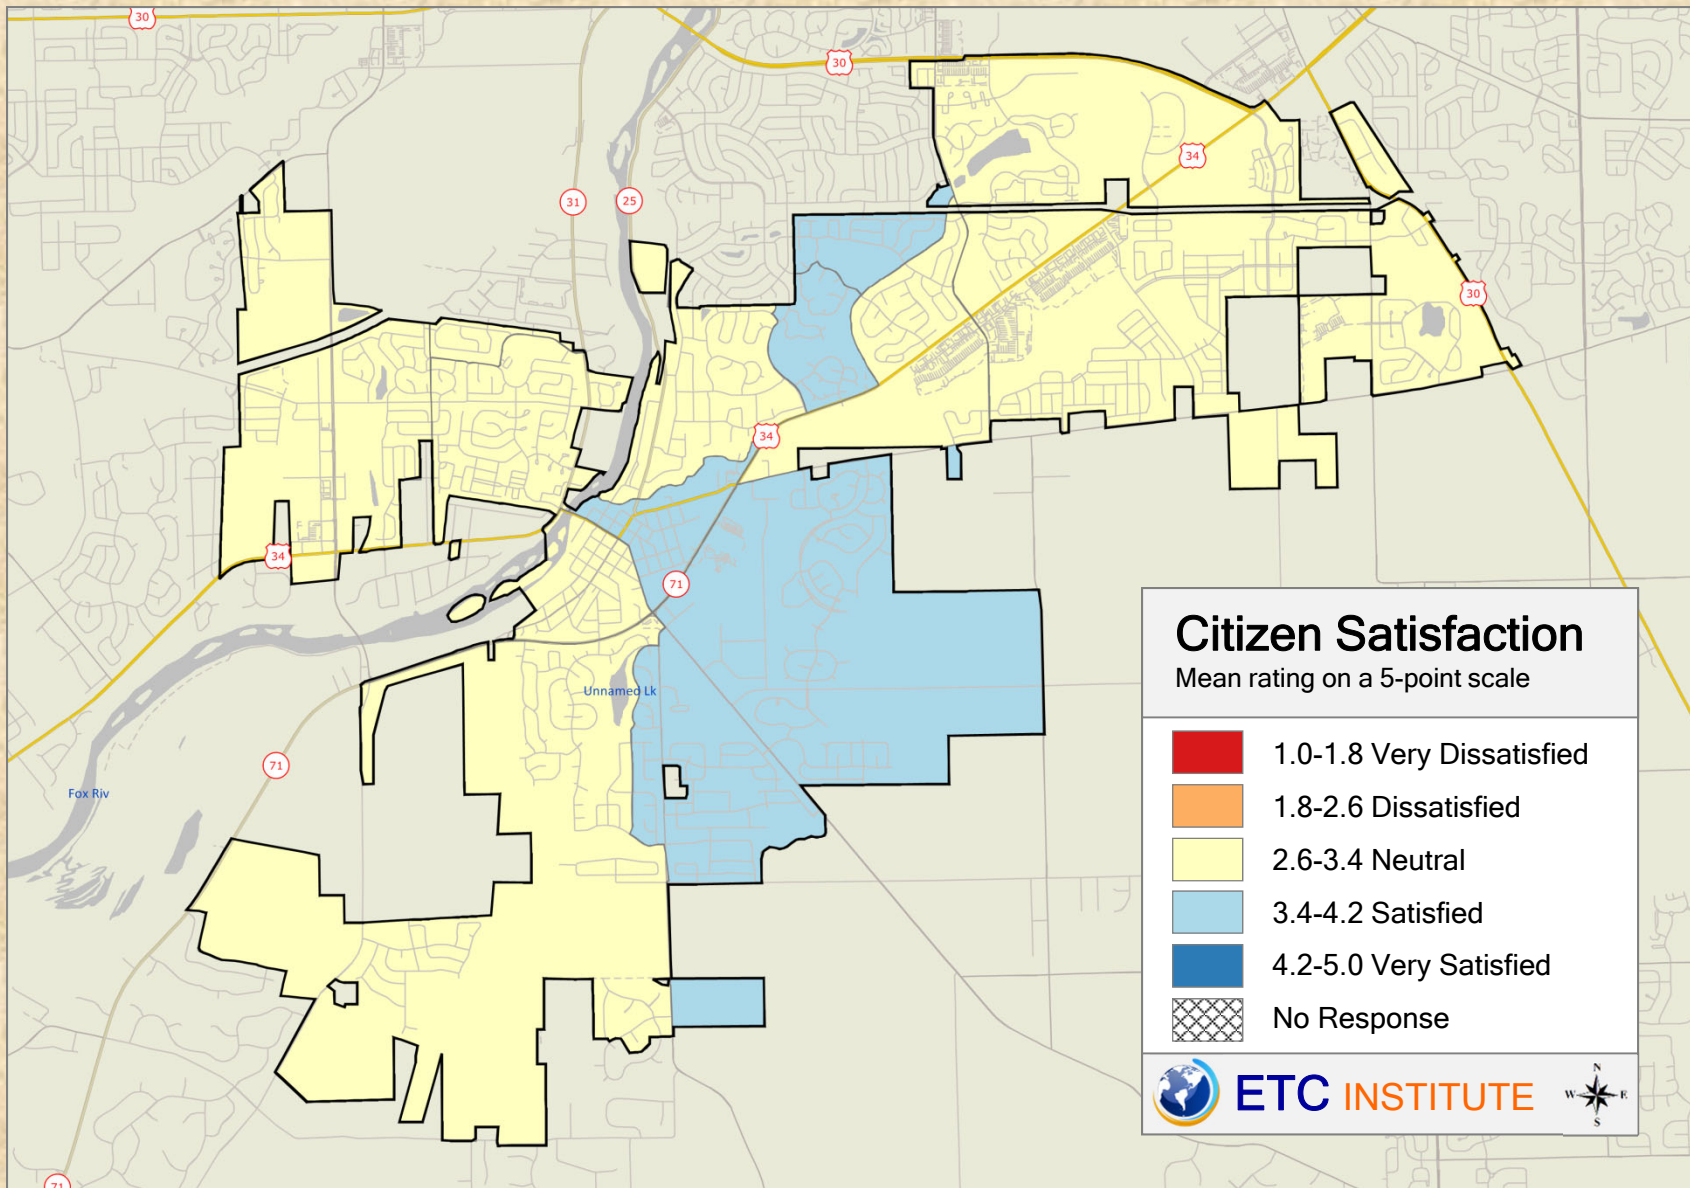 30
30
34
31
25
30
34
34
71
Unnamed Lk
71
Fox Riv
71
Citizen Satisfaction
Mean rating on a 5-point scale
1.0-1.8 Very Dissatisfied
1.8-2.6 Dissatisfied
2.6-3.4 Neutral
3.4-4.2 Satisfied
4.2-5.0 Very Satisfied
No Response
ETC INSTITUTE
N
W E
S